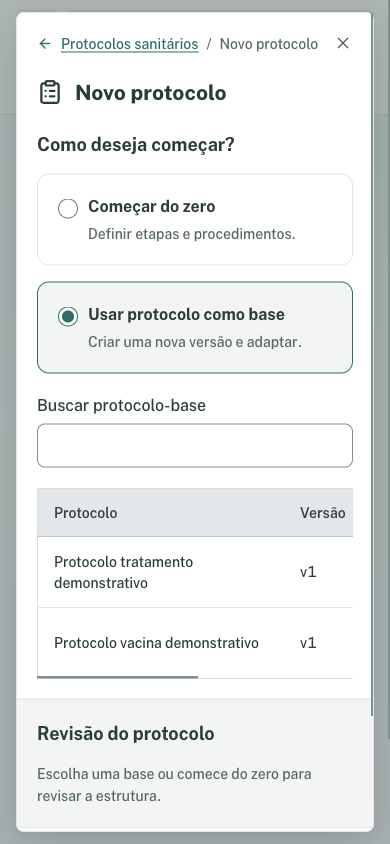 Protocolos sanitários / Novo protocolo
Novo protocolo
Como deseja começar?
Começar do zero
Definir etapas e procedimentos.
Usar protocolo como base
Criar uma nova versão e adaptar.
Buscar protocolo-base
Protocolo Versão
Protocolo tratamento
demonstrativo
v1
Protocolo vacina demonstrativo v1
Revisão do protocolo
Escolha uma base ou comece do zero para
revisar a estrutura.